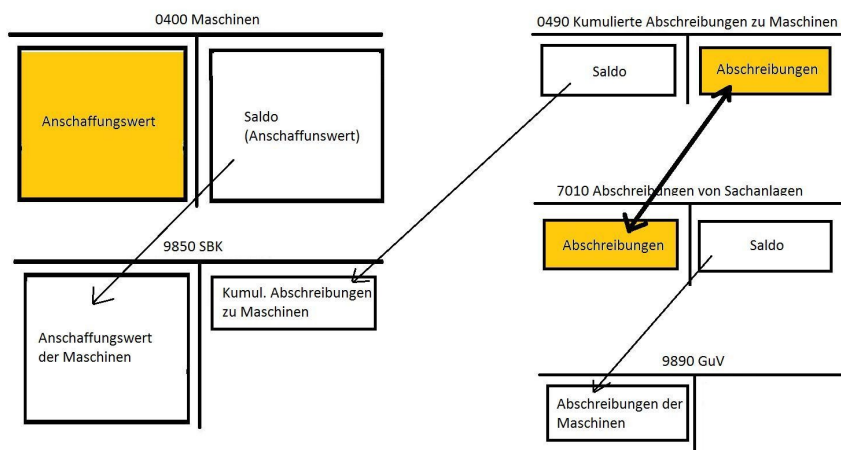 0400 Maschinen
Anschaffungswert
Saldo
(Anschaffunswert)
0490 Kumulierte Abschreibungen zu Maschinen
Saldo
Abschreibungen
7010 Abschreibungen von Sachanlagen
Abschreibungen
Saldo
9850 SBK
Anschaffungswert
der Maschinen
Kumul. Abschreibungen
zu Maschinen
9890 GuV
Abschreibungen der
Maschinen